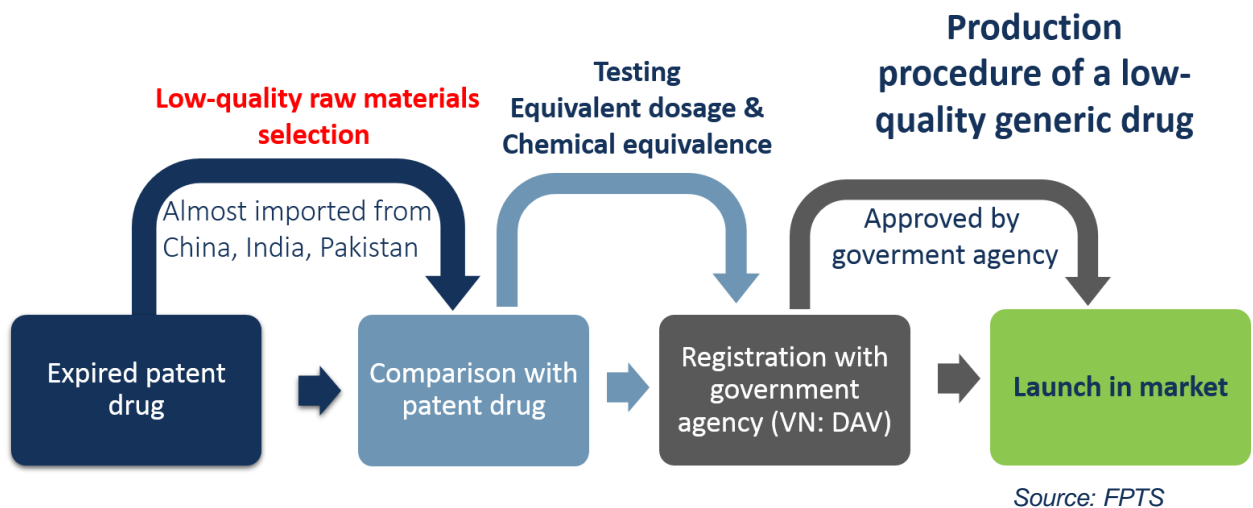 Production
procedure of a low-
quality generic drug
Low-quality raw materials
selection
Testing
Equivalent dosage &
Chemical equivalence
Almost imported from
China, India, Pakistan
Approved by
goverment agency
Expired patent
drug
Comparison with
patent drug
Registration with
government
agency (VN: DAV)
Launch in market
Source: FPTS